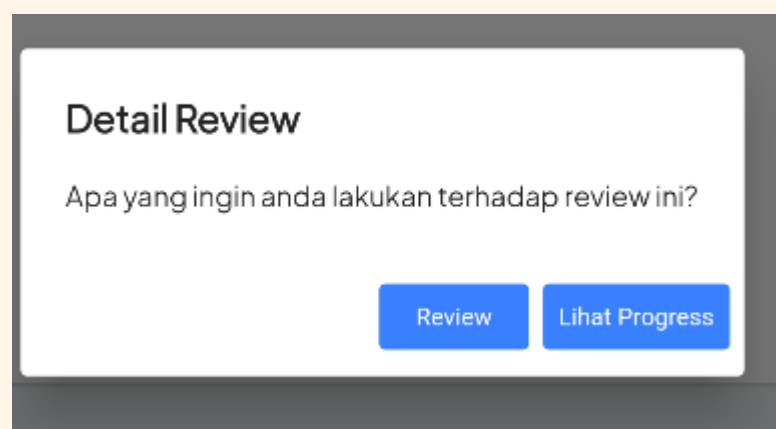 Detail Review
Apa yang ingin anda lakukan terhadap review ini?
Review
Lihat Progress